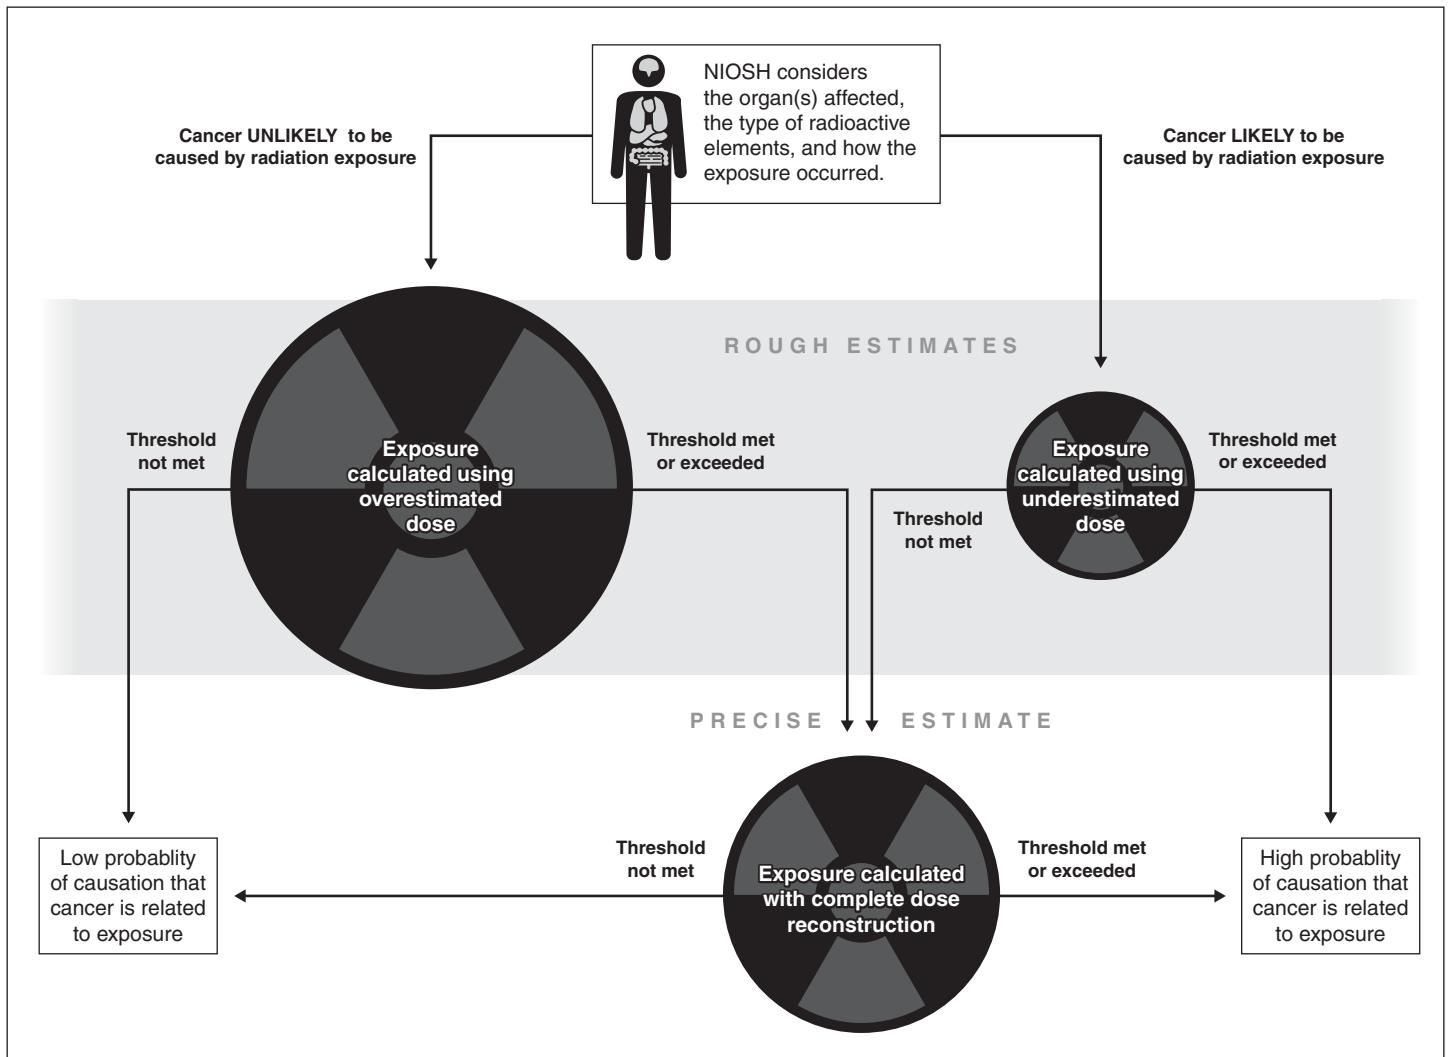 NIOSH considers
the organ(s) affected,
the type of radioactive
elements, and how the
exposure occurred.
Cancer UNLIKELY to be
caused by radiation exposure
Cancer LIKELY to be
caused by radiation exposure
ROUGH ESTIMATES
Threshold
not met
Exposure
calculated using
overestimated
dose
Threshold met
or exceeded
Threshold
not met
Exposure
calculated using
underestimated
dose
Threshold met
or exceeded
PRECISE ESTIMATE
Low probablity
of causation that
cancer is related
to exposure
Threshold
not met
Exposure calculated
with complete dose
reconstruction
Threshold met
or exceeded
High probablity
of causation that
cancer is related
to exposure